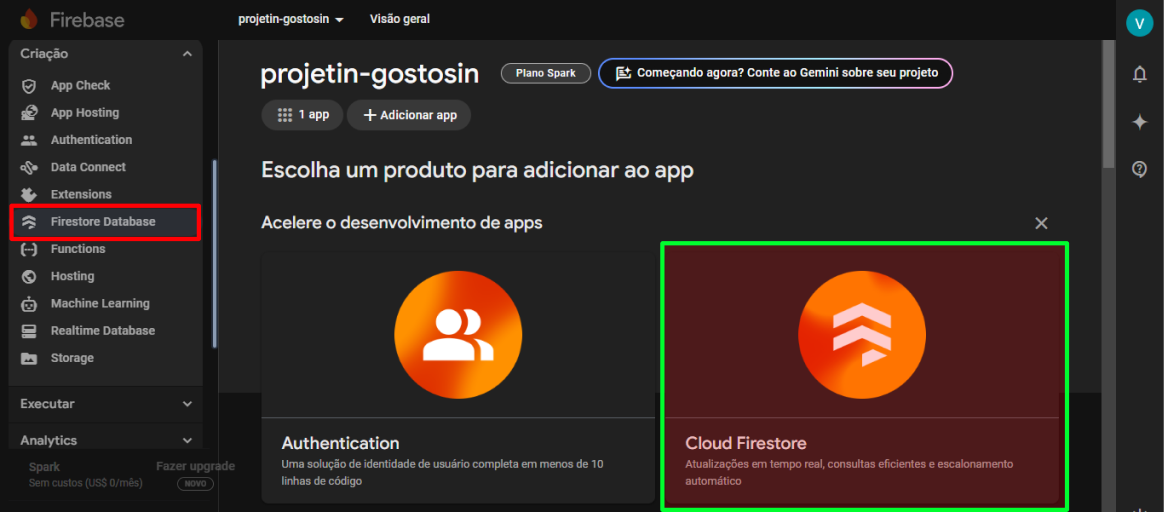 Firebase
projetin-gostosin
Visão geral
V
Criação
App Check
App Hosting
Authentication
Data Connect
Extensions
Firestore Database
Functions
Hosting
Machine Learning
Realtime Database
Storage
Executar
Analytics
Spark
Sem custos (US$ 0/mês)
Fazer upgrade
NOVO
projetin-gostosin
Plano Spark
Começando agora? Conte ao Gemini sobre seu projeto
1 app
Adicionar app
Escolha um produto para adicionar ao app
Acelere o desenvolvimento de apps
Authentication
Uma solução de identidade de usuário completa em menos de 10
linhas de código
Cloud Firestore
Atualizações em tempo real, consultas eficientes e escalonamento
automático